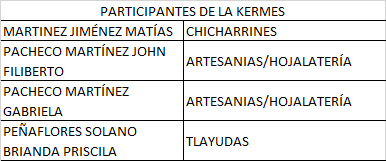 PARTICIPANTES DE LA KERMES
MARTINEZ JIMÉNEZ MATÍAS CHICHARRINES
PACHECO MARTÍNEZ JOHN
FILIBERTO
ARTESANIAS/HOJALATERÍA
PACHECO MARTÍNEZ
GABRIELA
ARTESANIAS/HOJALATERÍA
PEÑAFLORES SOLANO
BRIANDA PRISCILA
TLAYUDAS